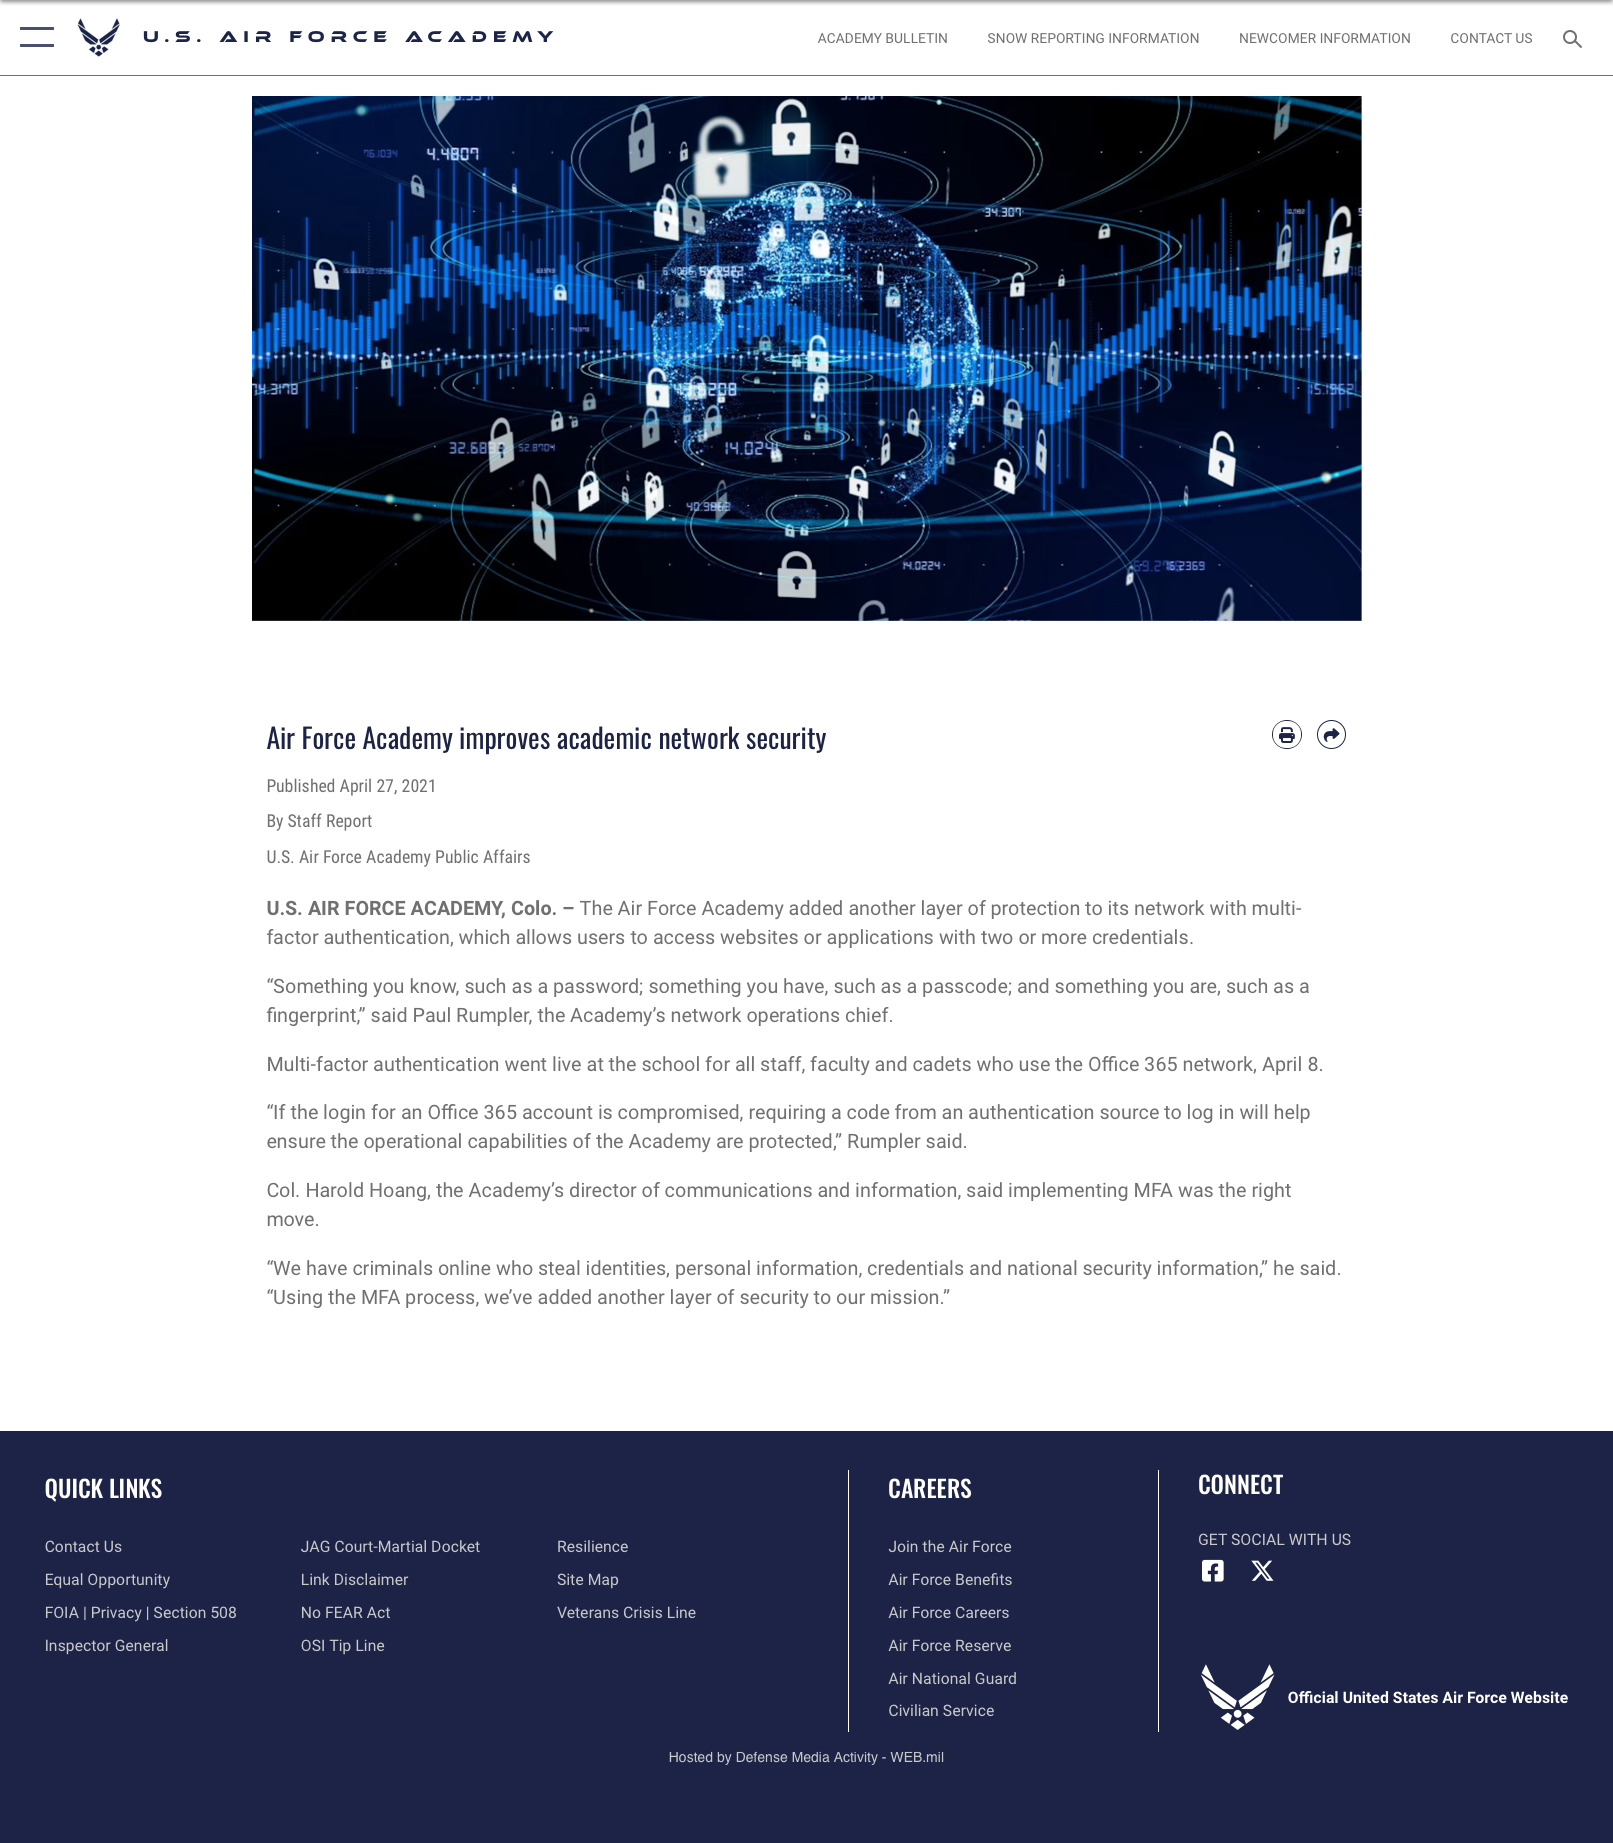 U.S. AIR FORCE ACADEMY
ACADEMY BULLETIN
SNOW REPORTING INFORMATION
NEWCOMER INFORMATION
CONTACT US
76.1034
4.4807
34.307
74.3178
15.1962
32.683
52.8704
14.024
40.9863
14.0224
76.2369
Air Force Academy improves academic network security
Published April 27, 2021
By Staff Report
U.S. Air Force Academy Public Affairs
U.S. AIR FORCE ACADEMY, Colo. – The Air Force Academy added another layer of protection to its network with multi-
factor authentication, which allows users to access websites or applications with two or more credentials.
“Something you know, such as a password; something you have, such as a passcode; and something you are, such as a
fingerprint,” said Paul Rumpler, the Academy’s network operations chief.
Multi-factor authentication went live at the school for all staff, faculty and cadets who use the Office 365 network, April 8.
“If the login for an Office 365 account is compromised, requiring a code from an authentication source to log in will help
ensure the operational capabilities of the Academy are protected,” Rumpler said.
Col. Harold Hoang, the Academy’s director of communications and information, said implementing MFA was the right
move.
“We have criminals online who steal identities, personal information, credentials and national security information,” he said.
“Using the MFA process, we’ve added another layer of security to our mission.”
QUICK LINKS
Contact Us
Equal Opportunity
FOIA | Privacy | Section 508
Inspector General
JAG Court-Martial Docket
Link Disclaimer
No FEAR Act
OSI Tip Line
Resilience
Site Map
Veterans Crisis Line
CAREERS
Join the Air Force
Air Force Benefits
Air Force Careers
Air Force Reserve
Air National Guard
Civilian Service
CONNECT
GET SOCIAL WITH US
Official United States Air Force Website
Hosted by Defense Media Activity - WEB.mil